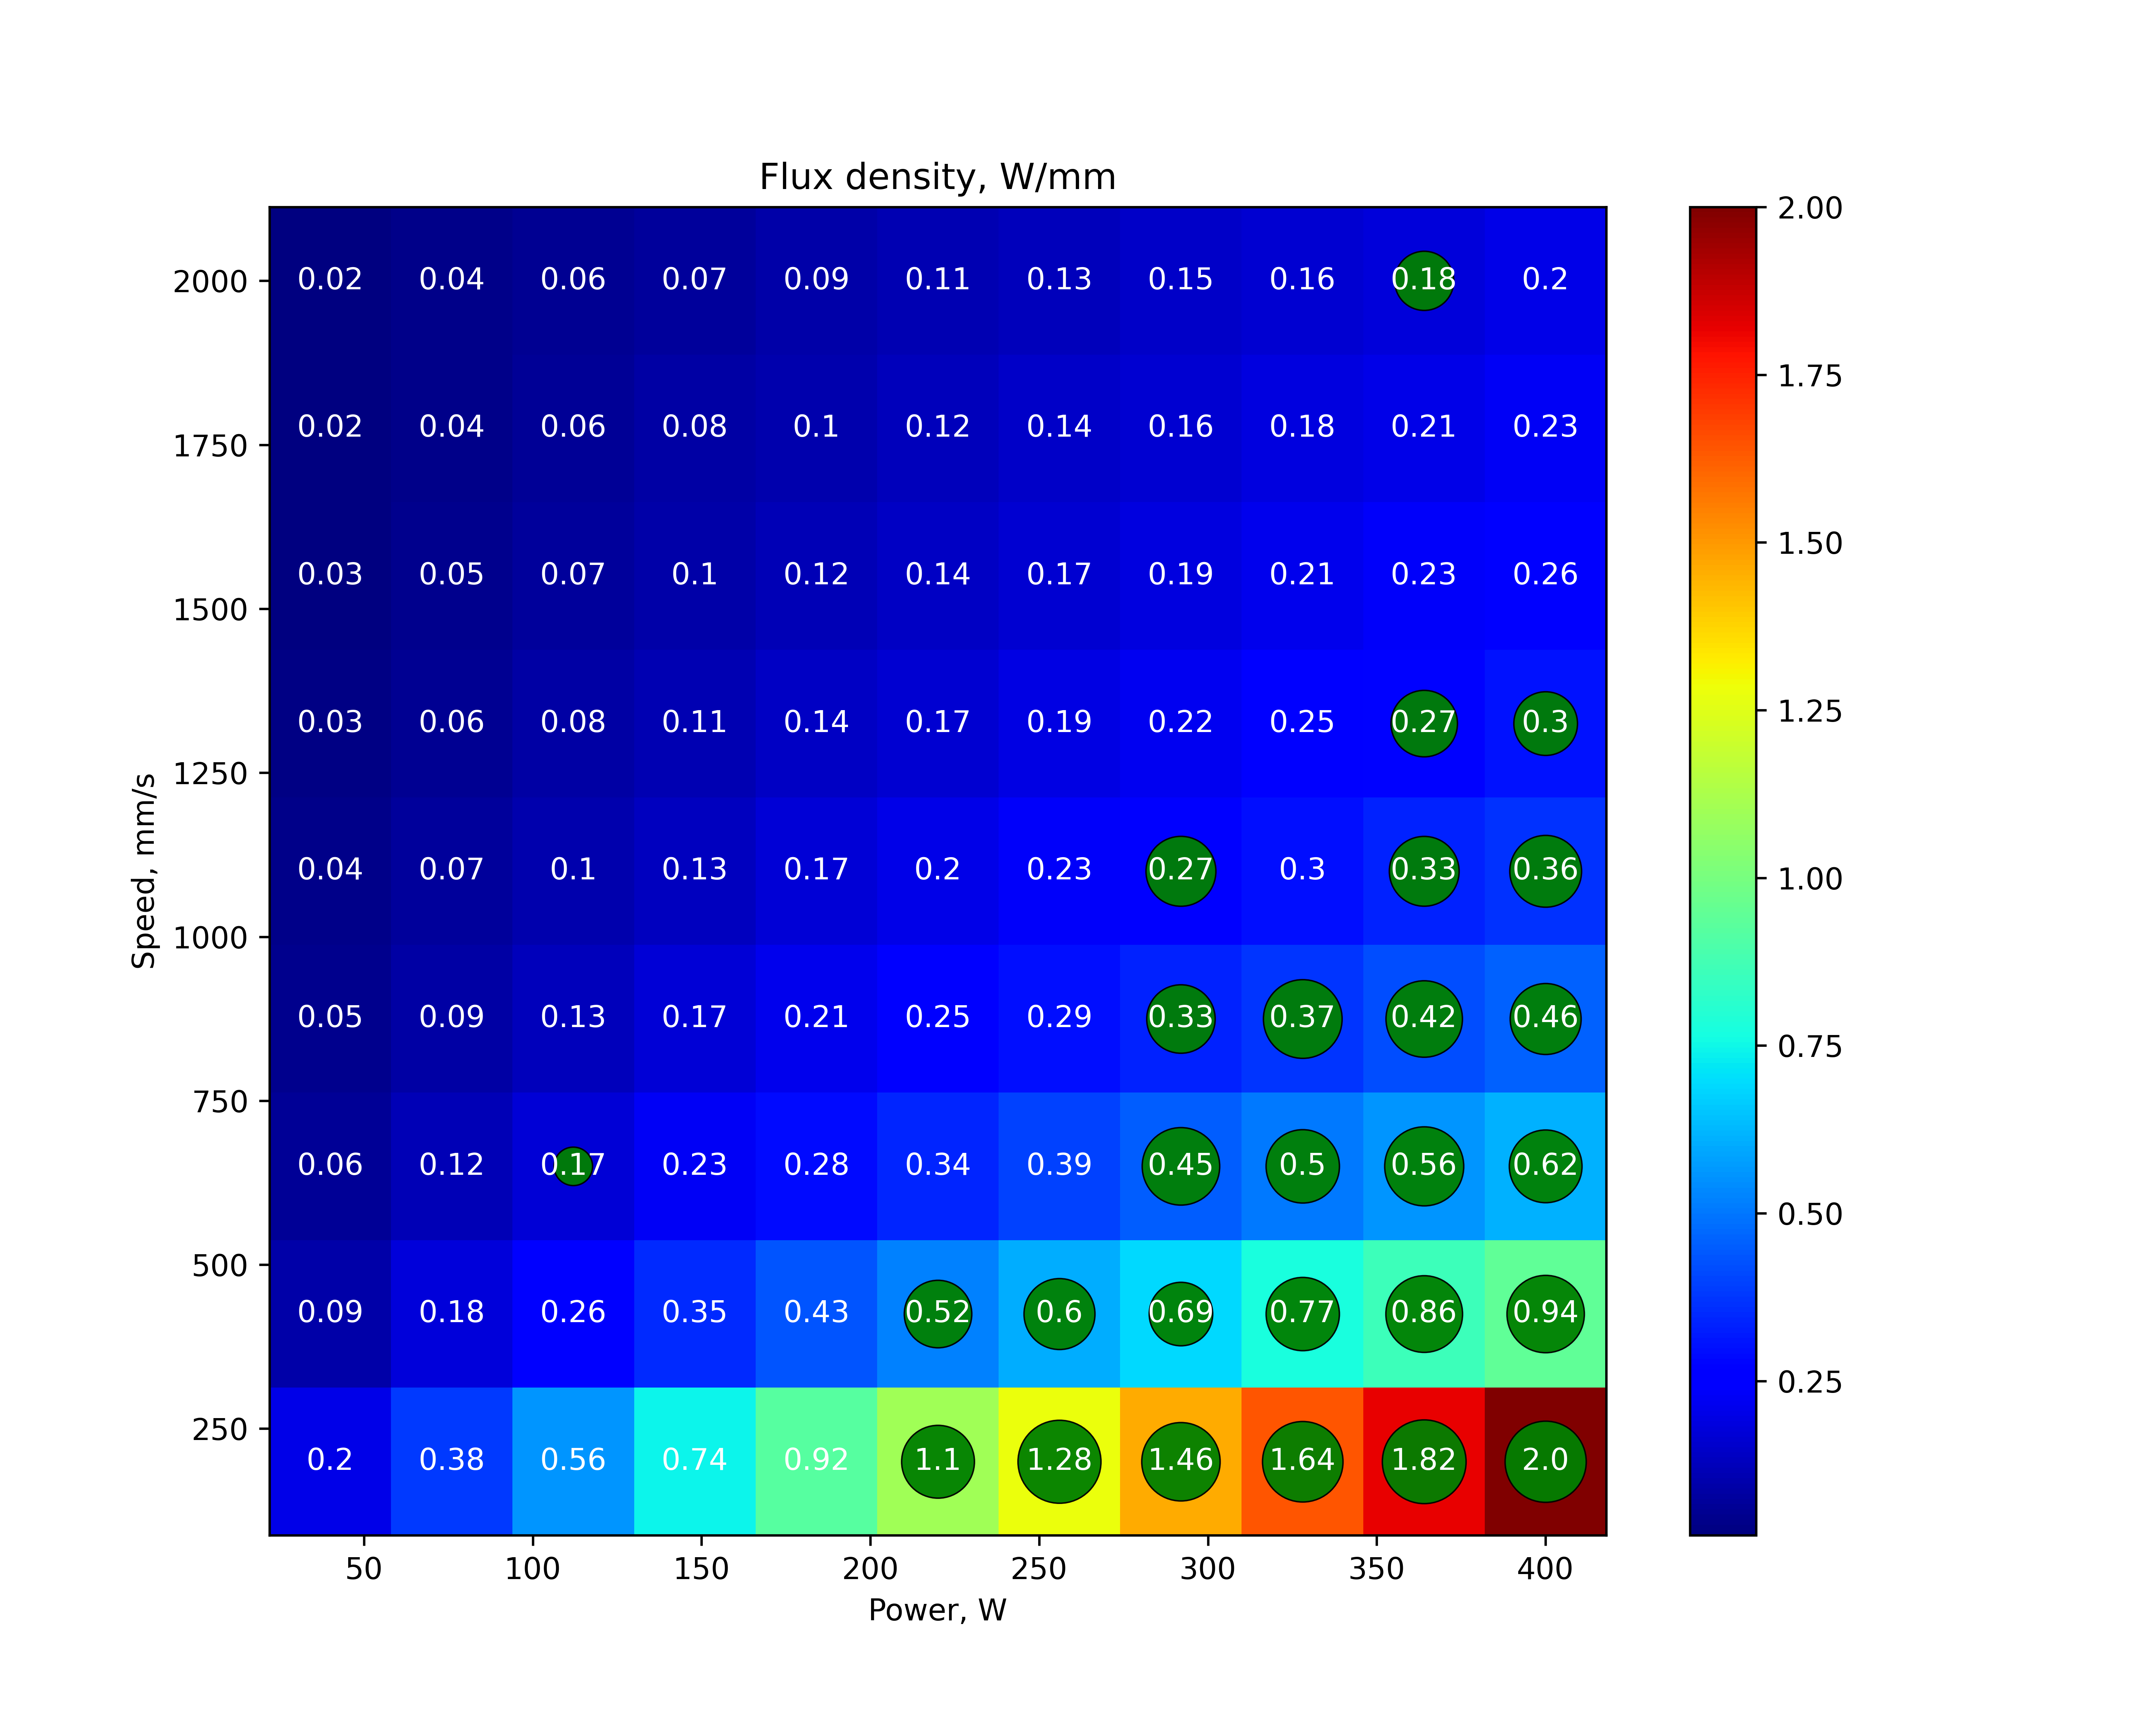 Flux density, W/mm
2000 0.02 0.04 0.06 0.07 0.09 0.11 0.13 0.15 0.16 0.18 0.2
1750 0.02 0.04 0.06 0.08 0.1 0.12 0.14 0.16 0.18 0.21 0.23
1500 0.03 0.05 0.07 0.1 0.12 0.14 0.17 0.19 0.21 0.23 0.26
1250 0.03 0.06 0.08 0.11 0.14 0.17 0.19 0.22 0.25 0.27 0.3
1000 0.04 0.07 0.1 0.13 0.17 0.2 0.23 0.27 0.3 0.33 0.36
750 0.05 0.09 0.13 0.17 0.21 0.25 0.29 0.33 0.37 0.42 0.46
0.06 0.12 0.17 0.23 0.28 0.34 0.39 0.45 0.5 0.56 0.62
500 0.09 0.18 0.26 0.35 0.43 0.52 0.6 0.69 0.77 0.86 0.94
250 0.2 0.38 0.56 0.74 0.92 1.1 1.28 1.46 1.64 1.82 2.0
50 100 150 200 250 300 350 400
Power, W
Speed, mm/s
2.00
1.75
1.50
1.25
1.00
0.75
0.50
0.25